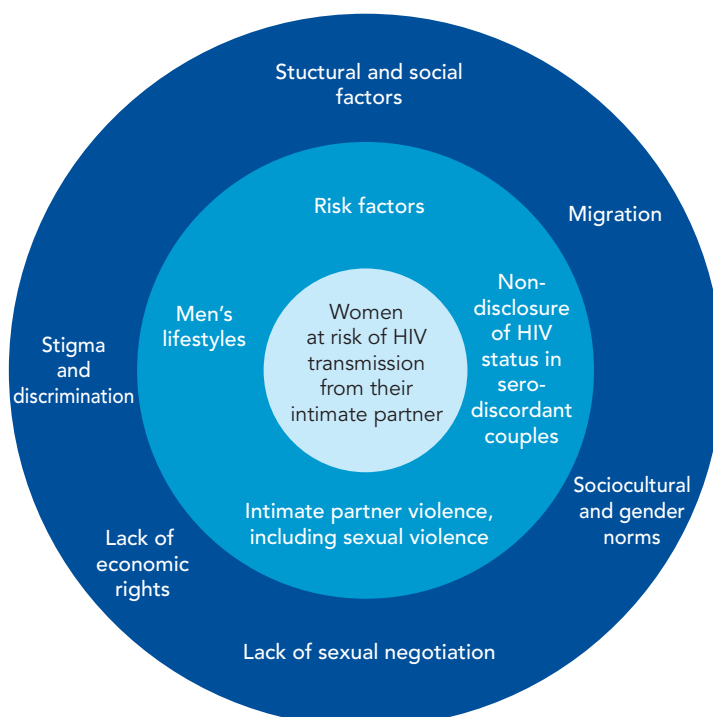 Stuctural and social
factors
Migration
Risk factors
Non-
disclosure
of HIV
status in
sero-
discordant
couples
Men's
lifestyles
Women
at risk of HIV
transmission
from their
intimate partner
Stigma
and
discrimination
Intimate partner violence,
including sexual violence
Sociocultural
and gender
norms
Lack of
economic
rights
Lack of sexual negotiation